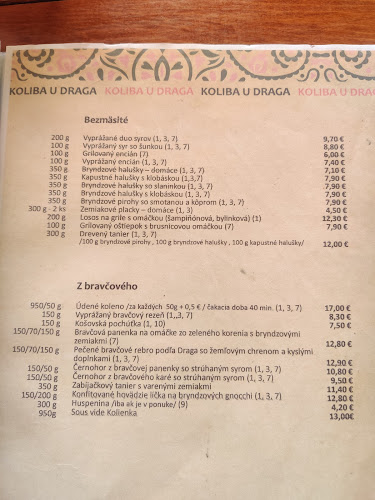 KOLIBA U DRAGA KOLIBA U DRAGA KOLIBA U DRAGA KOLIBA U DRAGA
Bezmäsité
200 g Vyprážané duo syrov (1, 3, 7) 9,70 €
100 g Vyprážaný syr so šunkou (1, 3, 7) 8,80 €
100 g Grilovaný encián (7) 6,00 €
100 g Vyprážaný encián (1, 3, 7) 7,40 €
350 g Bryndzové halušky – domáce (1, 3, 7) 7,10 €
350 g Kapustné halušky s klobáskou (1,3,7) 7,90 €
350 g Bryndzové halušky so slaninkou (1, 3, 7) 7,90 €
350 g Bryndzové halušky s klobáskou (1, 3, 7) 7,90 €
350 g Bryndzové pirohy so smotanou a kôprom (1, 3, 7) 7,90 €
300 g - 2 ks Zemiakové placky – domáce (1, 3) 4,50 €
200 g Losos na grile s omáčkou (šampiňónová, bylinková) (1) 12,30 €
100 g Grilovaný oštiepok s brusnicovou omáčkou (7) 7,90 €
300 g Drevený tanier (1, 3, 7)
/100 g bryndzové pirohy , 100 g bryndzové halušky , 100 g kapustné halušky/ 12,00 €
Z bravčového
950/50 g Údené koleno /za každých 50g + 0,5 € / čakacia doba 40 min. (1, 3, 7) 17,00 €
150 g Vyprážaný bravčový rezeň (1,,3, 7) 8,30 €
150 g Košovská pochúťka (1, 10) 7,50 €
150/70/150 g Bravčová panenka na omáčke zo zeleného korenia s bryndzovými
zemiakmi (7) 12,80 €
150/70/150 g Pečené bravčové rebro podľa Draga so žemľovým chrenom a kyslými
doplnkami (1, 3, 7) 12,90 €
150/50 g Černohor z bravčovej panenky so strúhaným syrom (1, 3, 7) 10,80 €
150/50 g Černohor z bravčového karé so strúhaným syrom (1, 3, 7) 9,50 €
350 g Zabíjačkový tanier s varenými zemiakmi 11,40 €
150/200 g Konfitované hovädzie líčka na bryndzových gnocchi (1, 3, 7) 12,80 €
300 g Huspenina /iba ak je v ponuke/ (9) 4,20 €
950g Sous vide Kolienka 13,00€